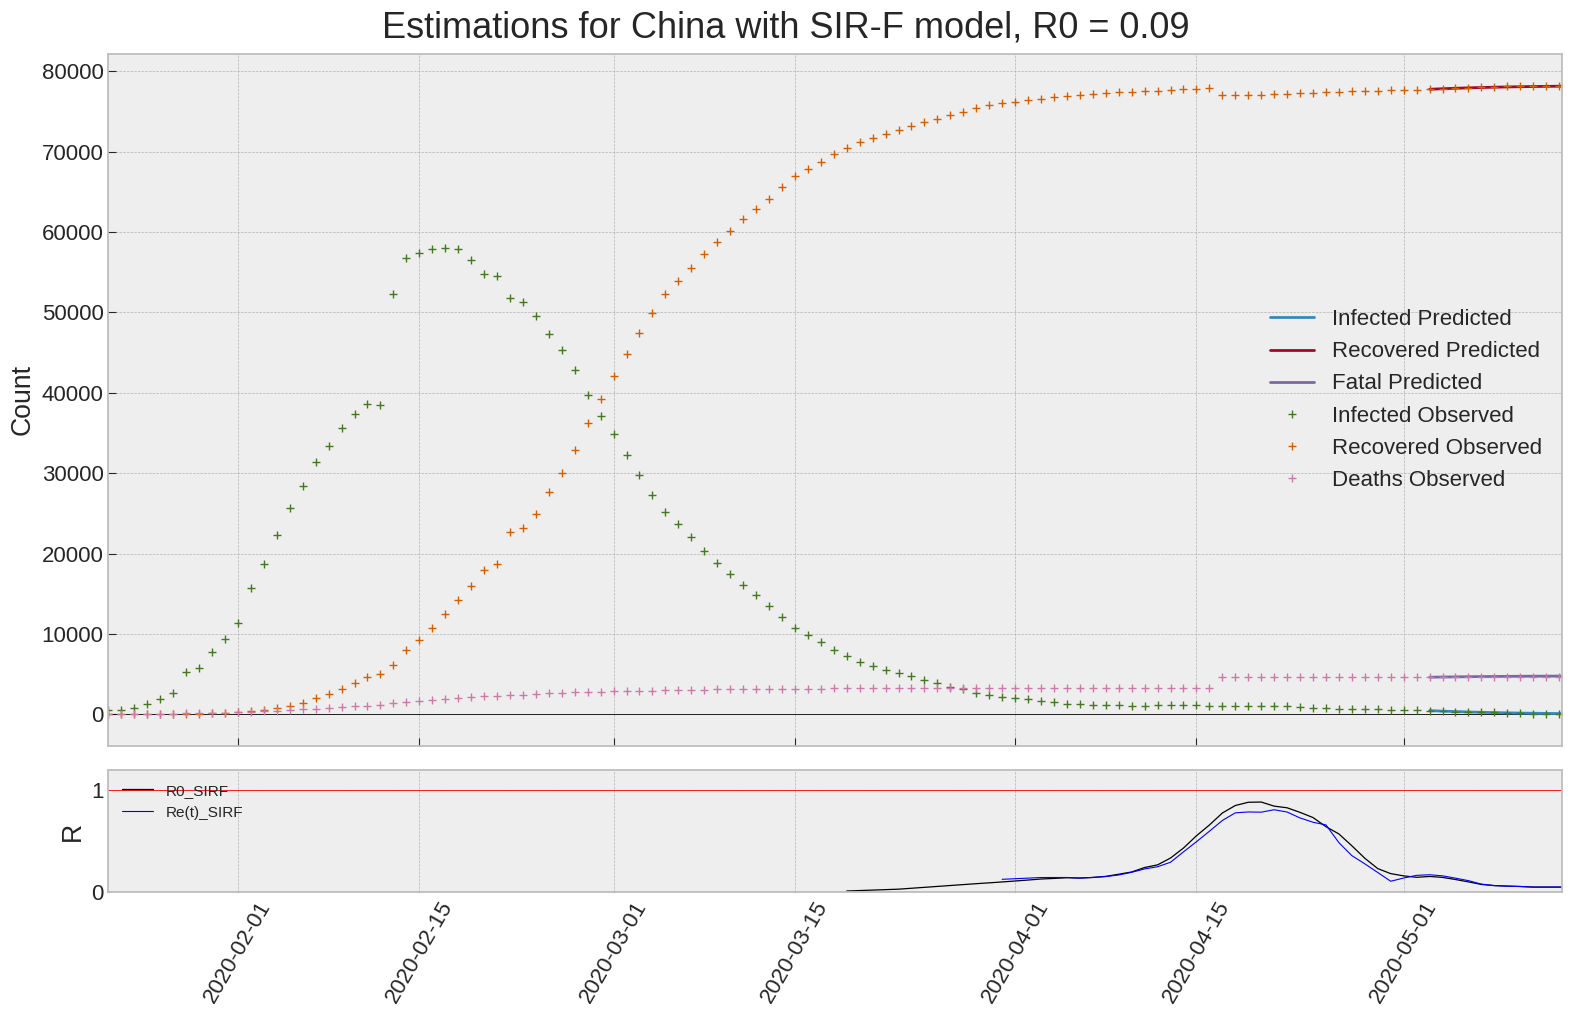 Estimations for China with SIR-F model, R0 = 0.09
80000
70000
60000
50000
40000
30000
20000
10000
0
Count
Infected Predicted
Recovered Predicted
Fatal Predicted
Infected Observed
Recovered Observed
Deaths Observed
1
0
R
R0_SIRF
Re(t)_SIRF
2020-02-01
2020-02-15
2020-03-01
2020-03-15
2020-04-01
2020-04-15
2020-05-01